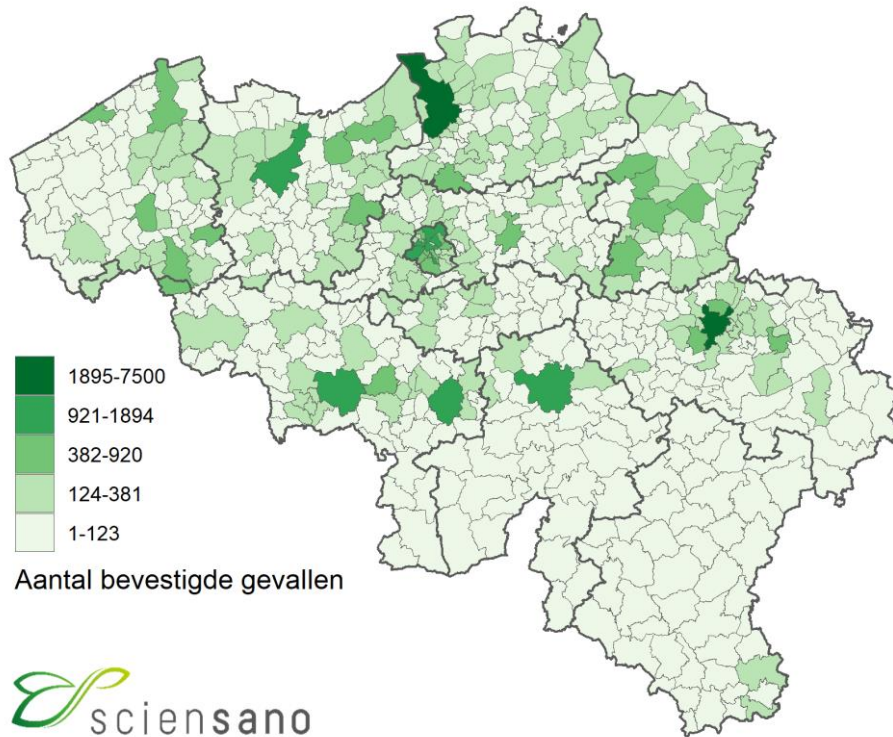 1895-7500
921-1894
382-920
124-381
1-123
Aantal bevestigde gevallen
sciensano